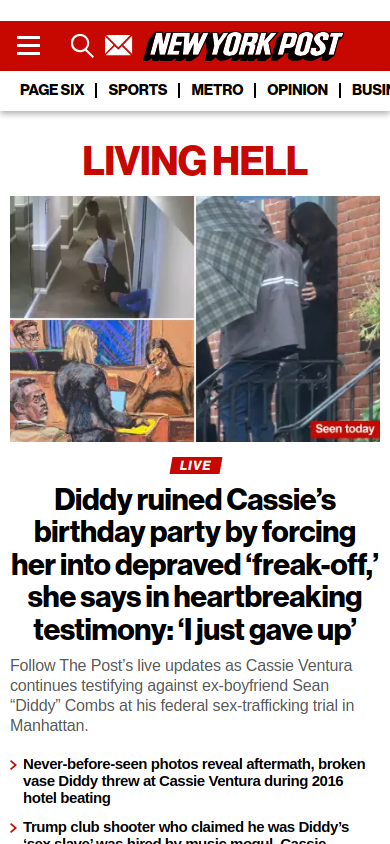 NEW YORK POST
PAGE SIX
SPORTS
METRO
OPINION
LIVING HELL
Seen today
LIVE
Diddy ruined Cassie’s
birthday party by forcing
her into depraved ‘freak-off,’
she says in heartbreaking
testimony: ‘I just gave up’
Follow The Post’s live updates as Cassie Ventura
continues testifying against ex-boyfriend Sean
“Diddy” Combs at his federal sex-trafficking trial in
Manhattan.
Never-before-seen photos reveal aftermath, broken
vase Diddy threw at Cassie Ventura during 2016
hotel beating
Trump club shooter who claimed he was Diddy’s
‘sex slave’ was hired by music mogul, Cassie